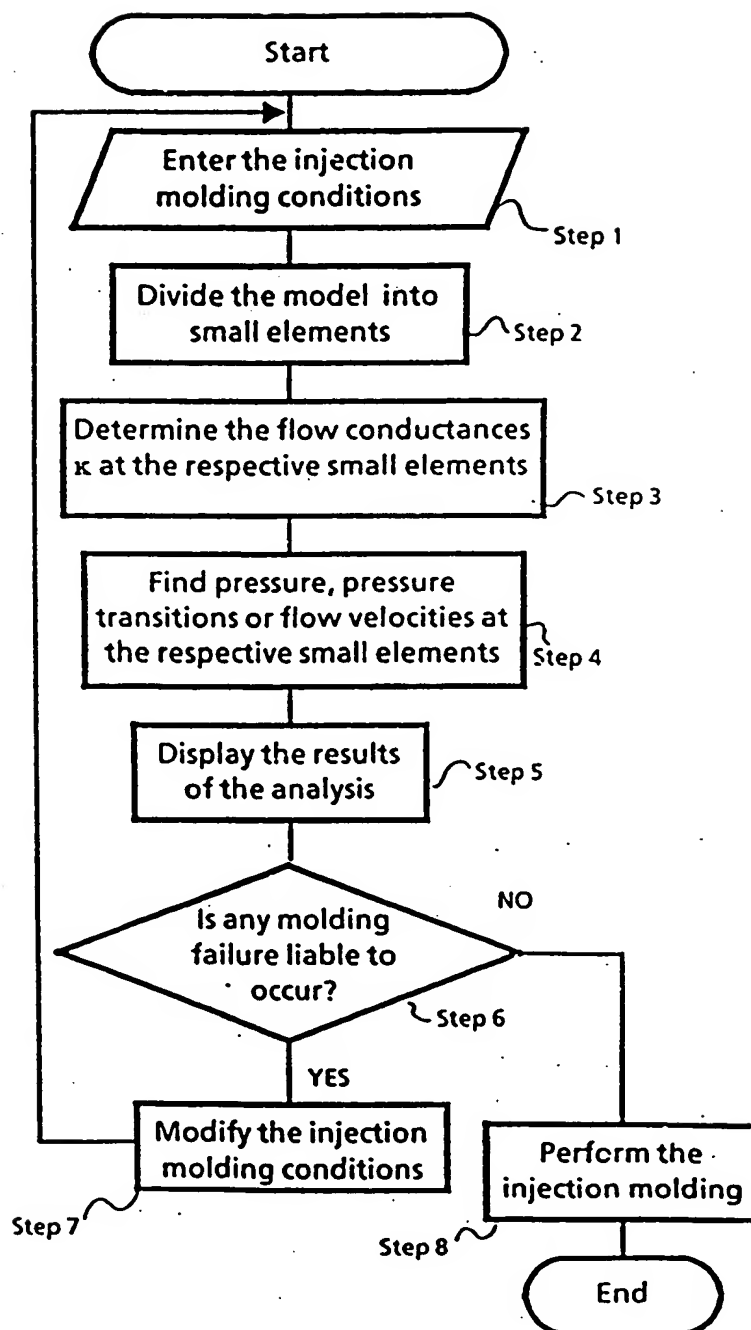 Start
Enter the injection
molding conditions
Step 1
Divide the model into
small elements
Step 2
Determine the flow conductances
κ at the respective small elements
Step 3
Find pressure, pressure
transitions or flow velocities at
the respective small elements
Step 4
Display the results
of the analysis
Step 5
Is any molding
failure liable to
occur?
NO
Step 6
YES
Modify the injection
molding conditions
Step 7
Perform the
injection molding
Step 8
End